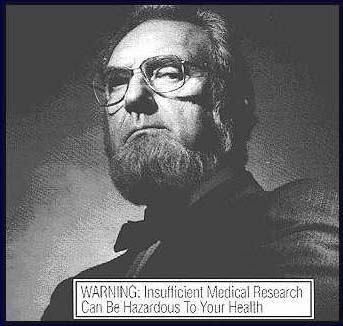 WARNING: Insufficient Medical Research
Can Be Hazardous To Your Health